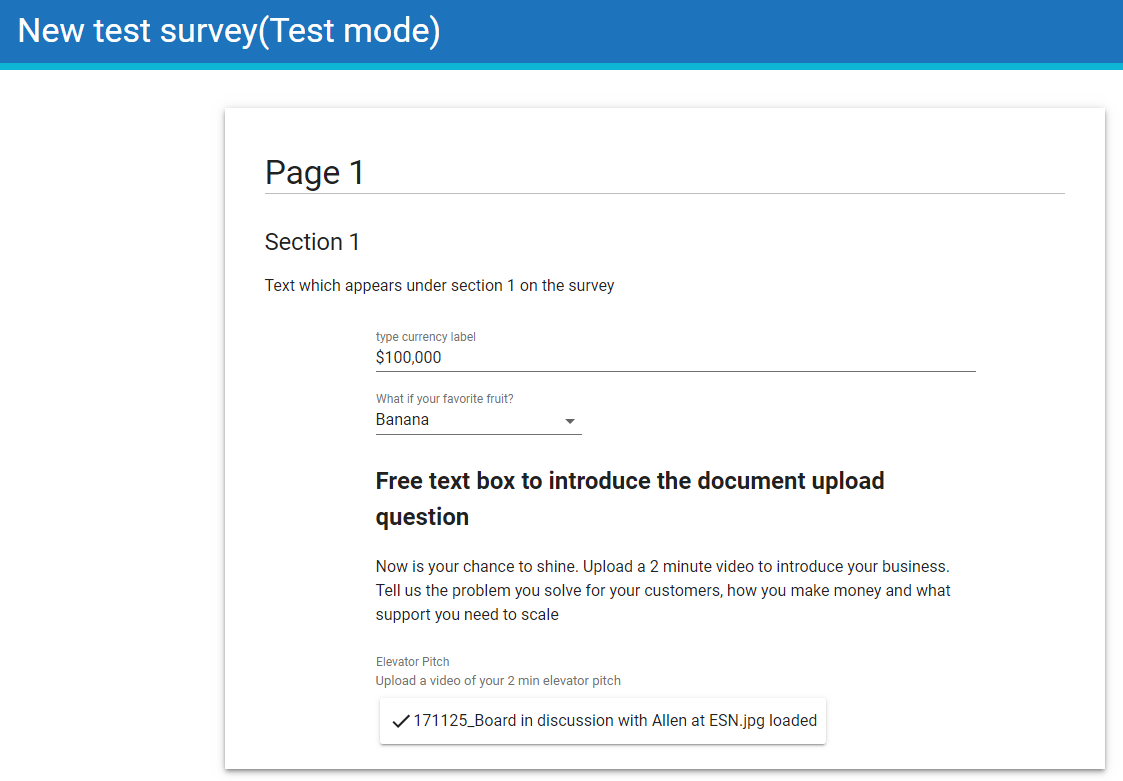 New test survey(Test mode)
Page 1
Section 1
Text which appears under section 1 on the survey
type currency label
$100,000
What if your favorite fruit?
Banana
Free text box to introduce the document upload
question
Now is your chance to shine. Upload a 2 minute video to introduce your business.
Tell us the problem you solve for your customers, how you make money and what
support you need to scale
Elevator Pitch
Upload a video of your 2 min elevator pitch
171125_Board in discussion with Allen at ESN.jpg loaded